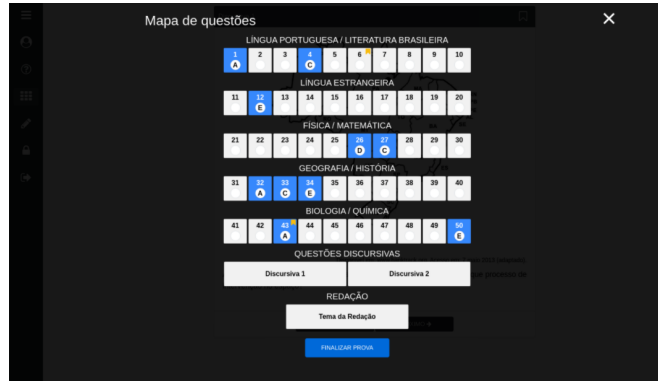 Mapa de questões
LÍNGUA PORTUGUESA / LITERATURA BRASILEIRA
1 2 3 4 5 6 7 8 9 10
A C
LÍNGUA ESTRANGEIRA
11 12 13 14 15 16 17 18 19 20
E
FÍSICA / MATEMÁTICA
21 22 23 24 25 26 27 28 29 30
D C
GEOGRAFIA / HISTÓRIA
31 32 33 34 35 36 37 38 39 40
A C E
BIOLOGIA / QUÍMICA
41 42 43 44 45 46 47 48 49 50
A E
QUESTÕES DISCURSIVAS
Discursiva 1 Discursiva 2
REDAÇÃO
Tema da Redação
FINALIZAR PROVA